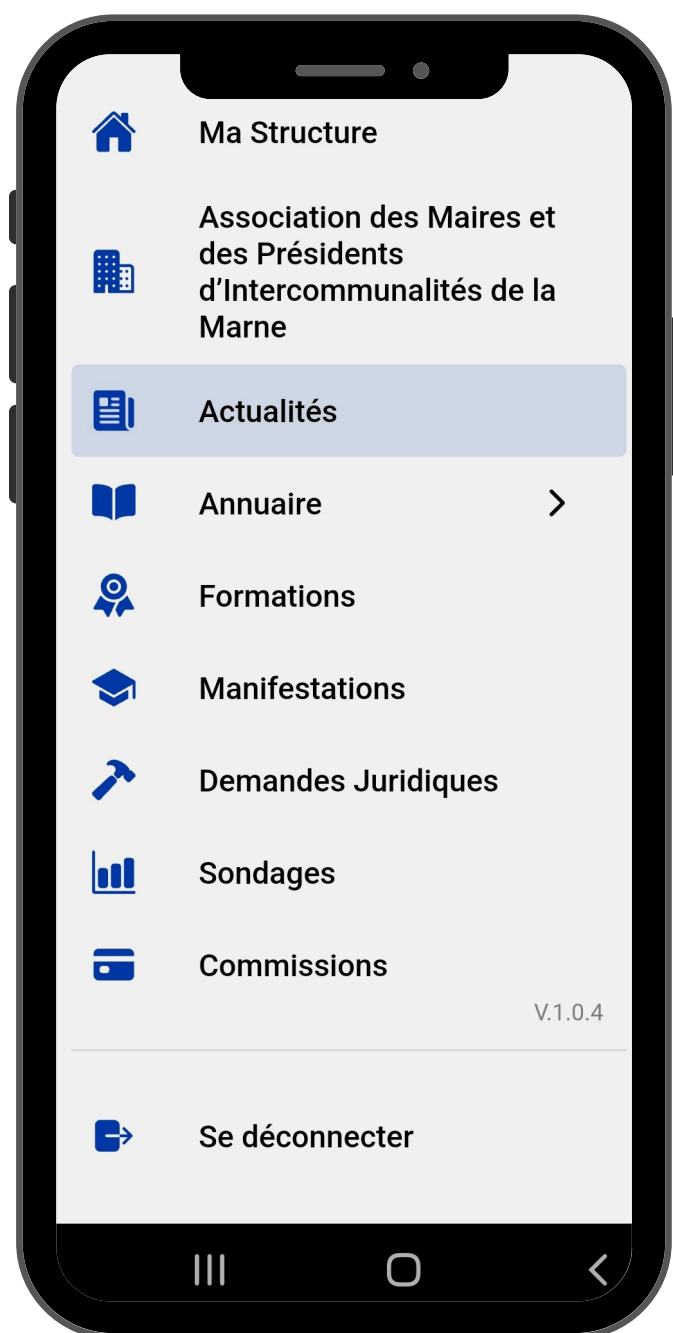 Ma Structure
Association des Maires et
des Présidents
d’Intercommunalités de la
Marne
Actualités
Annuaire
Formations
Manifestations
Demandes Juridiques
Sondages
Commissions
V.1.0.4
Se déconnecter